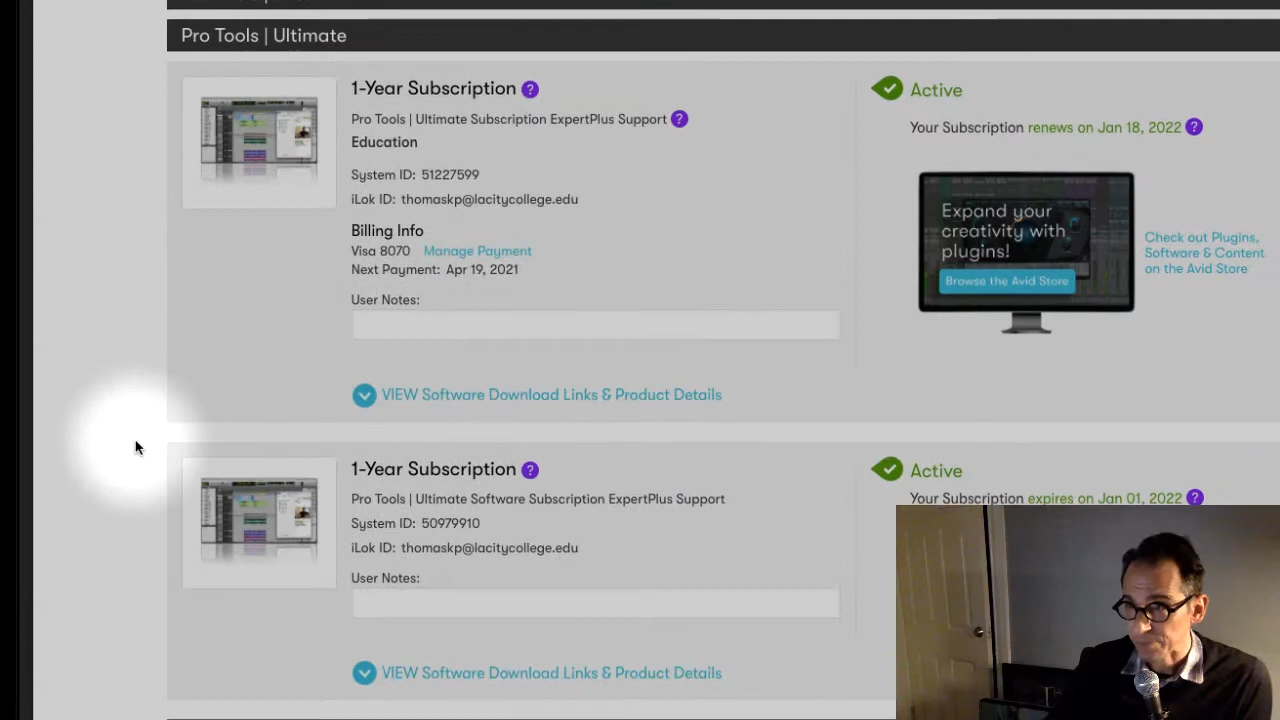 Pro Tools | Ultimate
1-Year Subscription ?
Pro Tools | Ultimate Subscription ExpertPlus Support ?
Education
System ID: 51227599
iLok ID: thomaskp@lacitycollege.edu
Billing Info
Visa 8070 Manage Payment
Next Payment: Apr 19, 2021
User Notes:
VIEW Software Download Links & Product Details
Active
Your Subscription renews on Jan 18, 2022 ?
Expand your
creativity with
plugins!
Browse the Avid Store
Check out Plugins,
Software & Content
on the Avid Store
1-Year Subscription ?
Pro Tools | Ultimate Software Subscription ExpertPlus Support
System ID: 50979910
iLok ID: thomaskp@lacitycollege.edu
User Notes:
VIEW Software Download Links & Product Details
Active
Your Subscription expires on Jan 01, 2022 ?